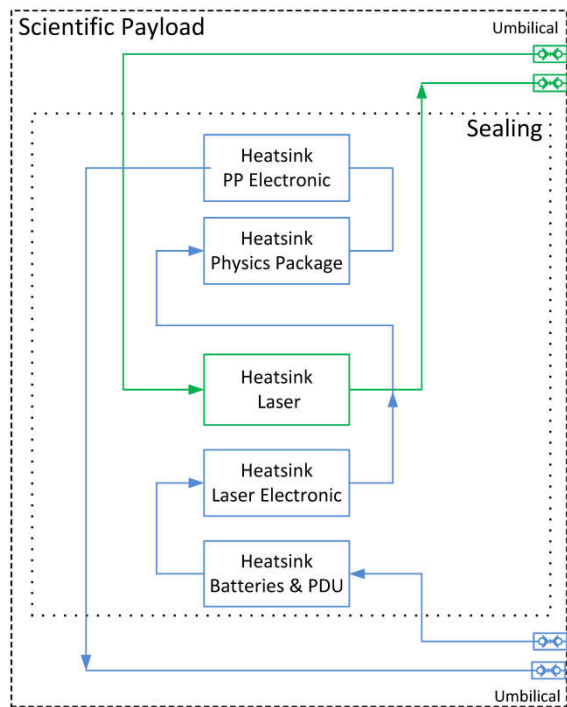 Scientific Payload
Umbilical
Sealing
Heatsink
PP Electronic
Heatsink
Physics Package
Heatsink
Laser
Heatsink
Laser Electronic
Heatsink
Batteries & PDU
Umbilical